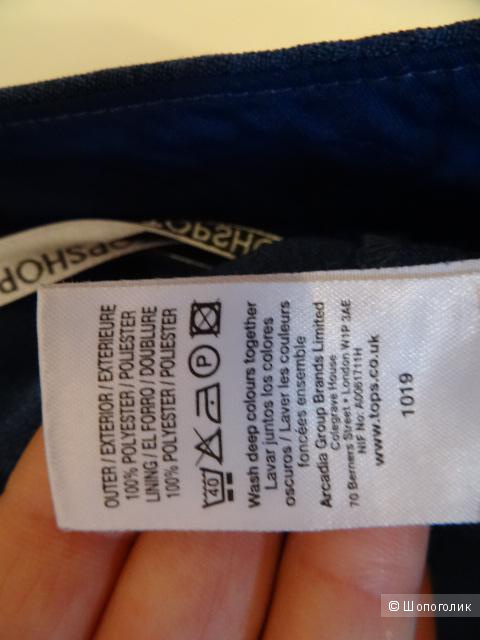 TOPSHOP
OPSHOP
OUTER / EXTERIOR / EXTERIEURE
100% POLYESTER / POLIESTER
LINING / EL FORRO / DOUBLURE
100% POLYESTER / POLIESTER
40
P
Wash deep colours together
Lavar juntos los colores
oscuros / Laver les couleurs
foncées ensemble
Arcadia Group Brands Limited
Colegrave House
70 Berners Street • London W1P 3AE
NIF No: A0061711H
www.tops.co.uk
1019
© Шопоголик